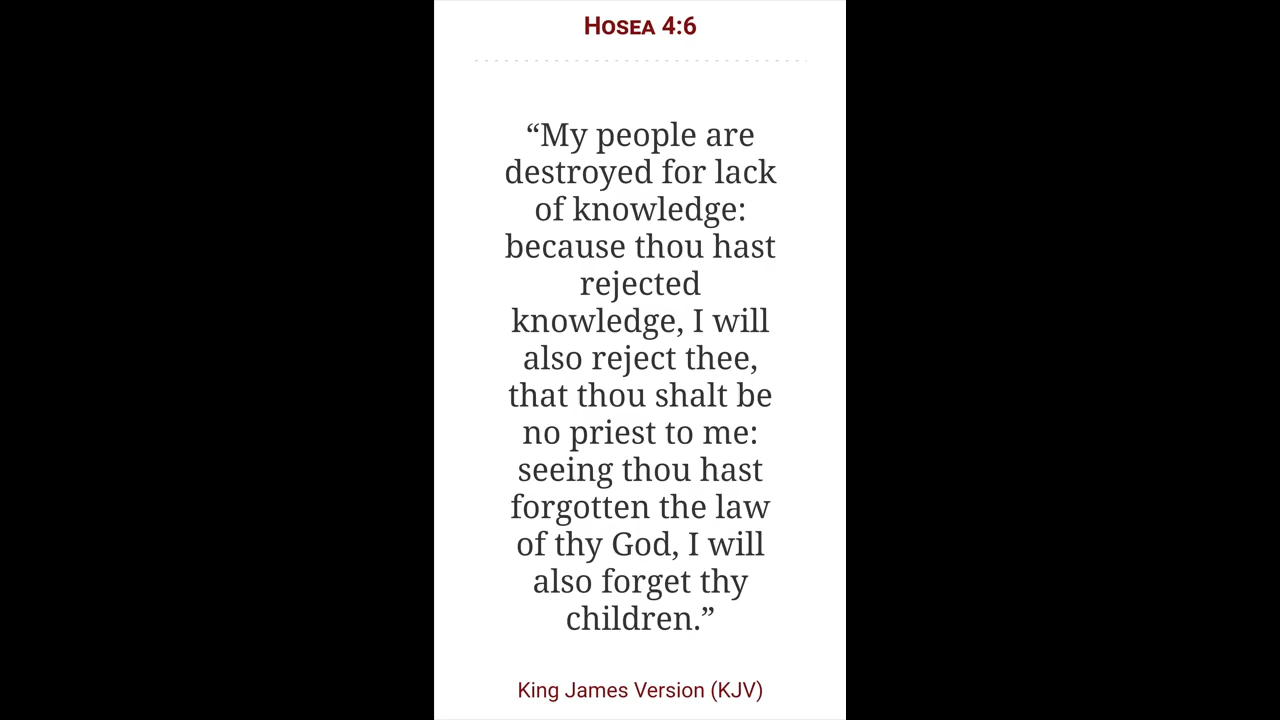 Hosea 4:6
“My people are
destroyed for lack
of knowledge:
because thou hast
rejected
knowledge, I will
also reject thee,
that thou shalt be
no priest to me:
seeing thou hast
forgotten the law
of thy God, I will
also forget thy
children.”
King James Version (KJV)